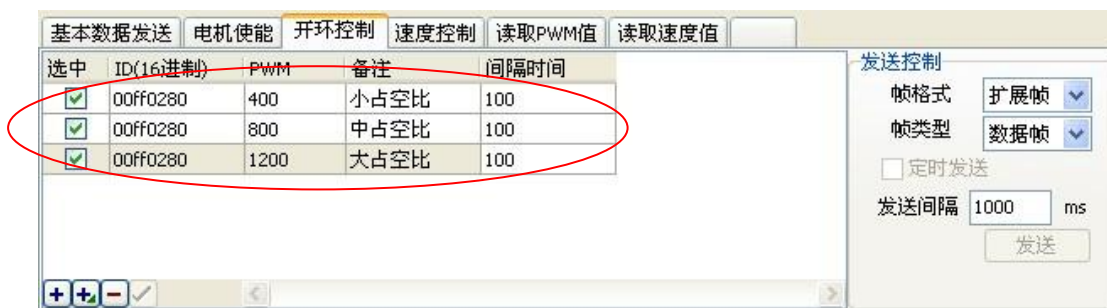 基本数据发送 电机使能 开环控制 速度控制 读取PWM值 读取速度值
选中 ID(16进制) PWM 备注 间隔时间
00ff0280 400 小占空比 100
00ff0280 800 中占空比 100
00ff0280 1200 大占空比 100
发送控制
帧格式 扩展帧
帧类型 数据帧
定时发送
发送间隔 1000 ms
发送